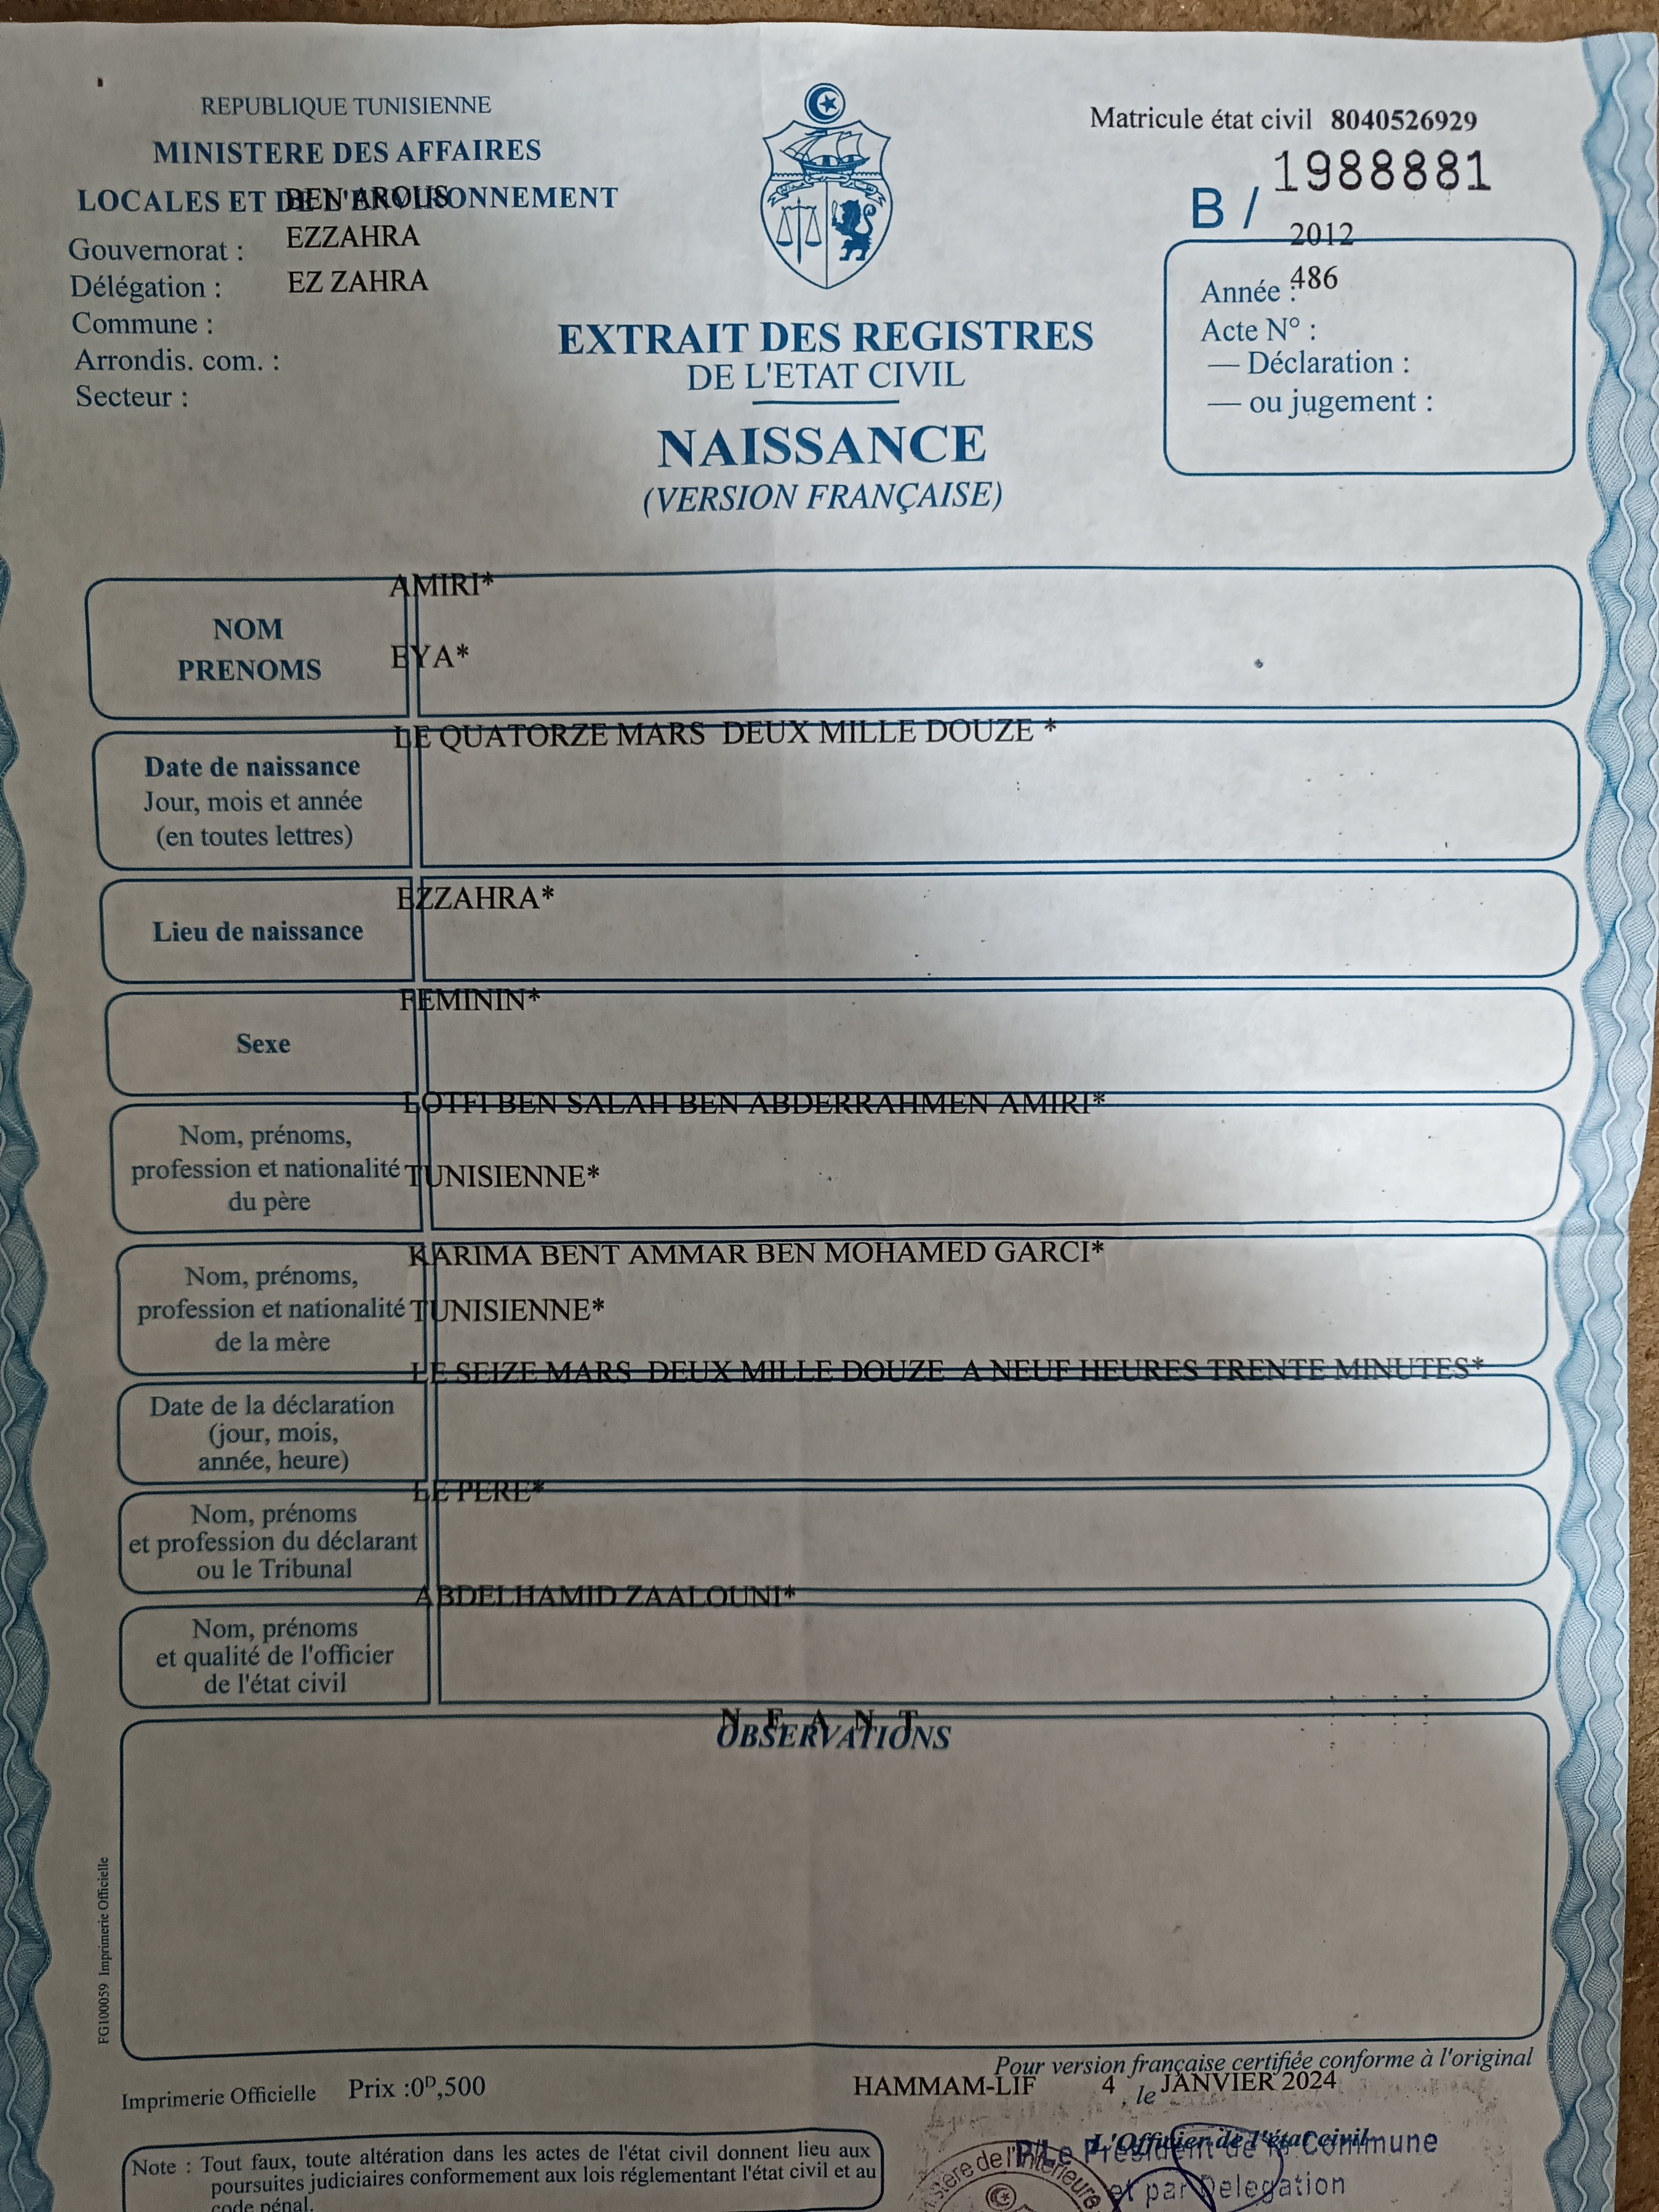 REPUBLIQUE TUNISIENNE
MINISTERE DES AFFAIRES
LOCALES ET DE L'ENVIRONNEMENT
BEN AROUS
Gouvernorat : EZZAHRA
Délégation : EZ ZAHRA
Commune :
Arrondis. com. :
Secteur :
Matricule état civil 8040526929
B / 1988881
2012
Année : 486
Acte N° :
— Déclaration :
— ou jugement :
EXTRAIT DES REGISTRES
DE L'ETAT CIVIL
NAISSANCE
(VERSION FRANÇAISE)
AMIRI*
NOM
PRENOMS
EYA*
LE QUATORZE MARS DEUX MILLE DOUZE *
Date de naissance
Jour, mois et année
(en toutes lettres)
EZZAHRA*
Lieu de naissance
FEMININ*
Sexe
LOTFI BEN SALAH BEN ABDERRAHMEN AMIRI*
Nom, prénoms,
profession et nationalité
du père
TUNISIENNE*
KARIMA BENT AMMAR BEN MOHAMED GARCI*
Nom, prénoms,
profession et nationalité
de la mère
TUNISIENNE*
LE SEIZE MARS DEUX MILLE DOUZE A NEUF HEURES TRENTE MINUTES*
Date de la déclaration
(jour, mois,
année, heure)
LE PERE*
Nom, prénoms
et profession du déclarant
ou le Tribunal
ABDELHAMID ZAALOUNI*
Nom, prénoms
et qualité de l'officier
de l'état civil
N E A N T
OBSERVATIONS
FG100059 Imprimerie Officielle
Pour version française certifiée conforme à l'original
Imprimerie Officielle Prix :0D,500
HAMMAM-LIF , le 4 JANVIER 2024
L'Officier de l'état civil
P/Le Président de la Commune
et par Delegation
Ministère de l'Intérieur
Note : Tout faux, toute altération dans les actes de l'état civil donnent lieu aux
poursuites judiciaires conformement aux lois réglementant l'état civil et au
code pénal.